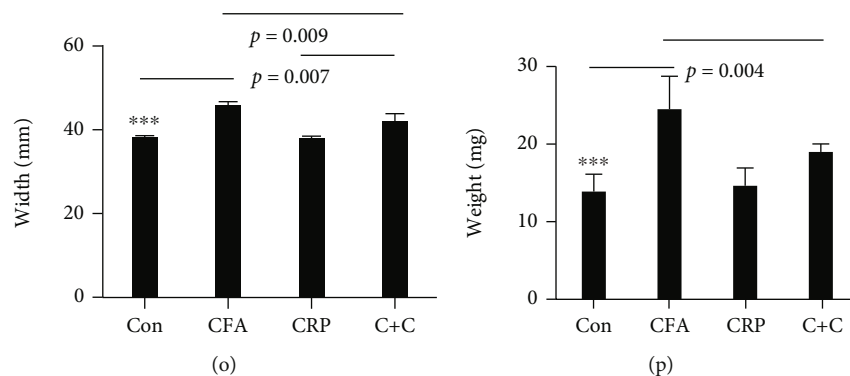 p = 0.009
p = 0.007
***
Width (mm)
60
40
20
0
Con CFA CRP C+C
(o)
p = 0.004
***
Weight (mg)
30
20
10
0
Con CFA CRP C+C
(p)